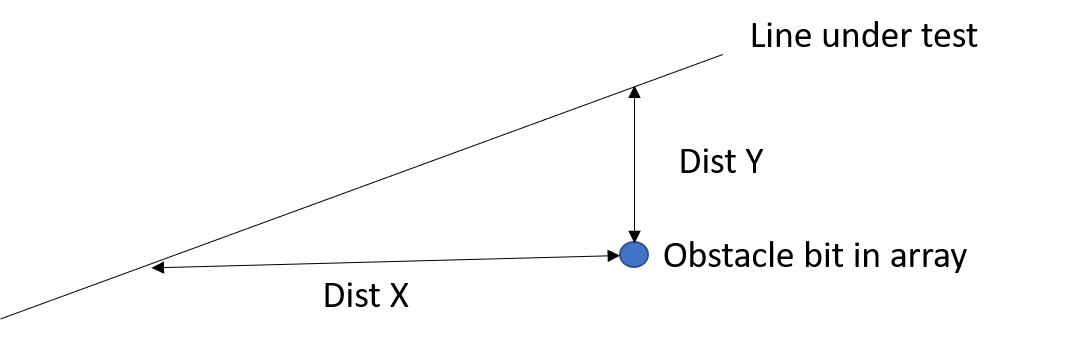 Line under test
Dist Y
Obstacle bit in array
Dist X